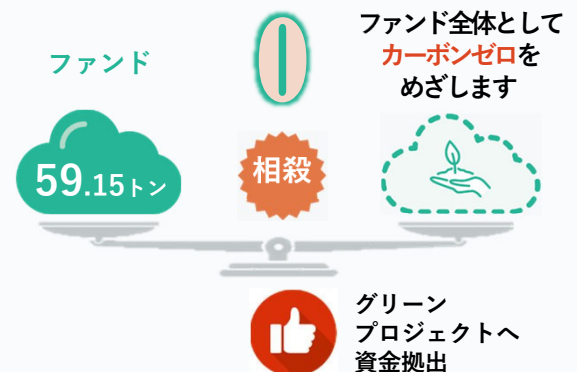 ファンド
ファンド全体として
カーボンゼロを
めざします
59.15トン
相殺
グリーン
プロジェクトへ
資金拠出